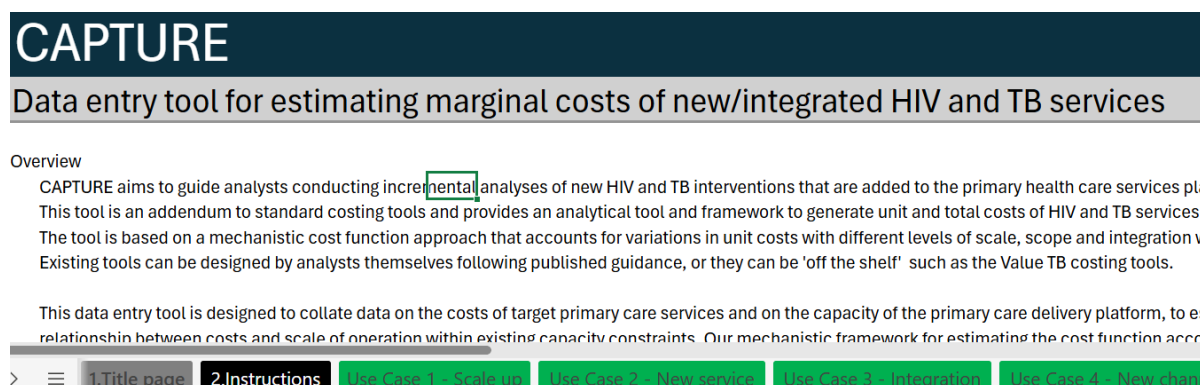 CAPTURE
Data entry tool for estimating marginal costs of new/integrated HIV and TB services
Overview
CAPTURE aims to guide analysts conducting incremental analyses of new HIV and TB interventions that are added to the primary health care services
This tool is an addendum to standard costing tools and provides an analytical tool and framework to generate unit and total costs of HIV and TB services
The tool is based on a mechanistic cost function approach that accounts for variations in unit costs with different levels of scale, scope and integration
Existing tools can be designed by analysts themselves following published guidance, or they can be 'off the shelf'  such as the Value TB costing tools.
This data entry tool is designed to collate data on the costs of target primary care services and on the capacity of the primary care delivery platform, to
relationship between costs and scale of operation within existing capacity constraints. Our mechanistic framework for estimating the cost function
1.Title page 2.Instructions Use Case 1 - Scale up Use Case 2 - New service Use Case 3 - Integration Use Case 4 - New